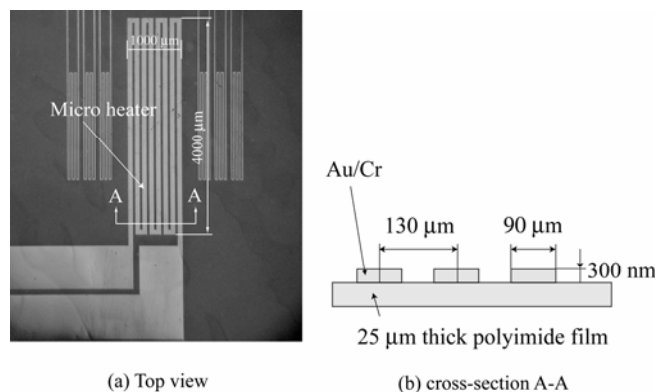 1000 µm
Micro heater
4000 µm
A
A
(a) Top view
Au/Cr
130 µm
90 µm
300 nm
25 µm thick polyimide film
(b) cross-section A-A